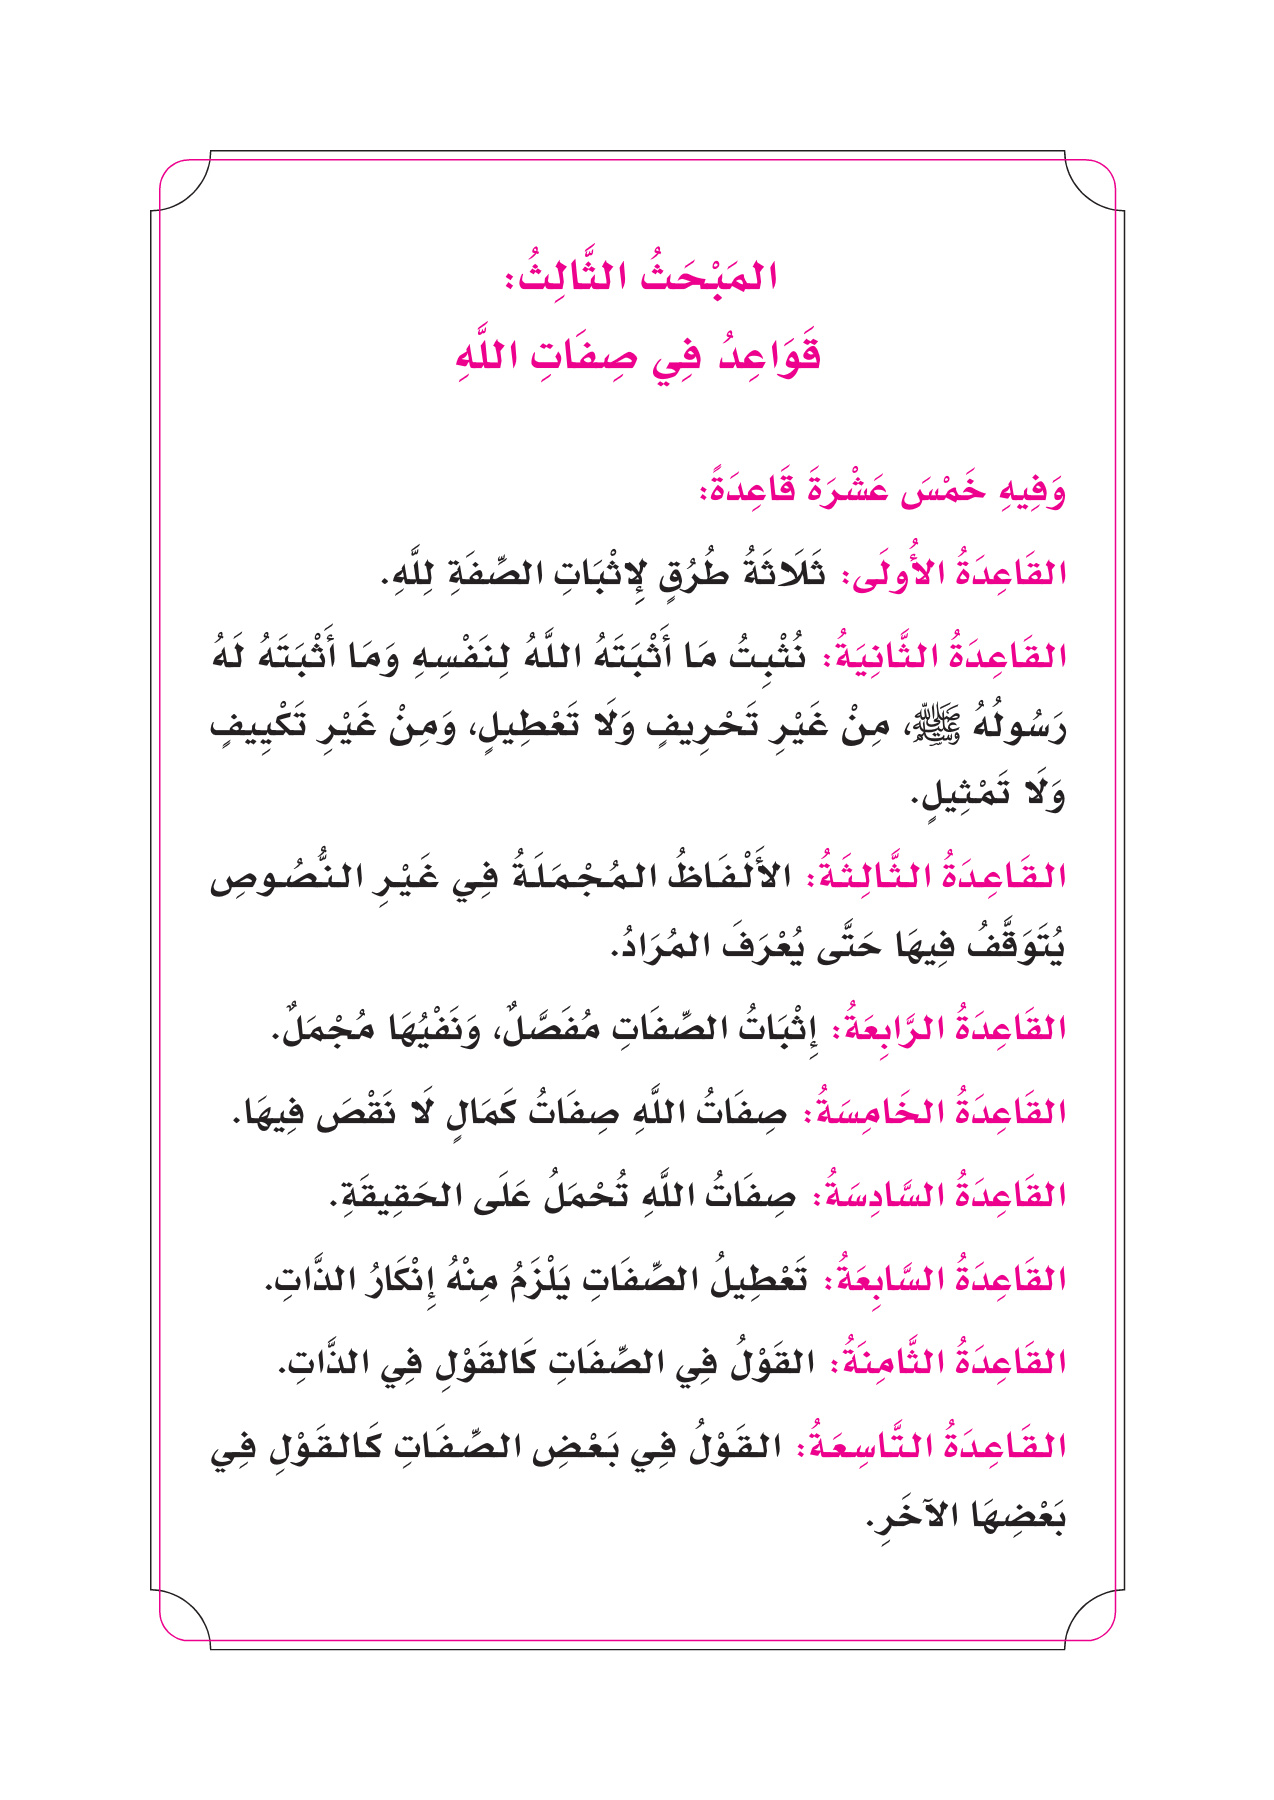 المَبْحَثُ الثَّالِثُ:
قَوَاعِدُ فِي صِفَاتِ اللَّهِ
وَفِيهِ خَمْسَ عَشْرَةَ قَاعِدَةً:
القَاعِدَةُ الأُولَى: ثَلَاثَةُ طُرُقٍ لِإِثْبَاتِ الصِّفَةِ لِلَّهِ.
القَاعِدَةُ الثَّانِيَةُ: نُثْبِتُ مَا أَثْبَتَهُ اللَّهُ لِنَفْسِهِ وَمَا أَثْبَتَهُ لَهُ
رَسُولُهُ ﷺ، مِنْ غَيْرِ تَحْرِيفٍ وَلَا تَعْطِيلٍ، وَمِنْ غَيْرِ تَكْيِيفٍ
وَلَا تَمْثِيلٍ.
القَاعِدَةُ الثَّالِثَةُ: الأَلْفَاظُ المُجْمَلَةُ فِي غَيْرِ النُّصُوصِ
يُتَوَقَّفُ فِيهَا حَتَّى يُعْرَفَ المُرَادُ.
القَاعِدَةُ الرَّابِعَةُ: إِثْبَاتُ الصِّفَاتِ مُفَصَّلٌ، وَنَفْيُهَا مُجْمَلٌ.
القَاعِدَةُ الخَامِسَةُ: صِفَاتُ اللَّهِ صِفَاتُ كَمَالٍ لَا نَقْصَ فِيهَا.
القَاعِدَةُ السَّادِسَةُ: صِفَاتُ اللَّهِ تُحْمَلُ عَلَى الحَقِيقَةِ.
القَاعِدَةُ السَّابِعَةُ: تَعْطِيلُ الصِّفَاتِ يَلْزَمُ مِنْهُ إِنْكَارُ الذَّاتِ.
القَاعِدَةُ الثَّامِنَةُ: القَوْلُ فِي الصِّفَاتِ كَالقَوْلِ فِي الذَّاتِ.
القَاعِدَةُ التَّاسِعَةُ: القَوْلُ فِي بَعْضِ الصِّفَاتِ كَالقَوْلِ فِي
بَعْضِهَا الآخَرِ.